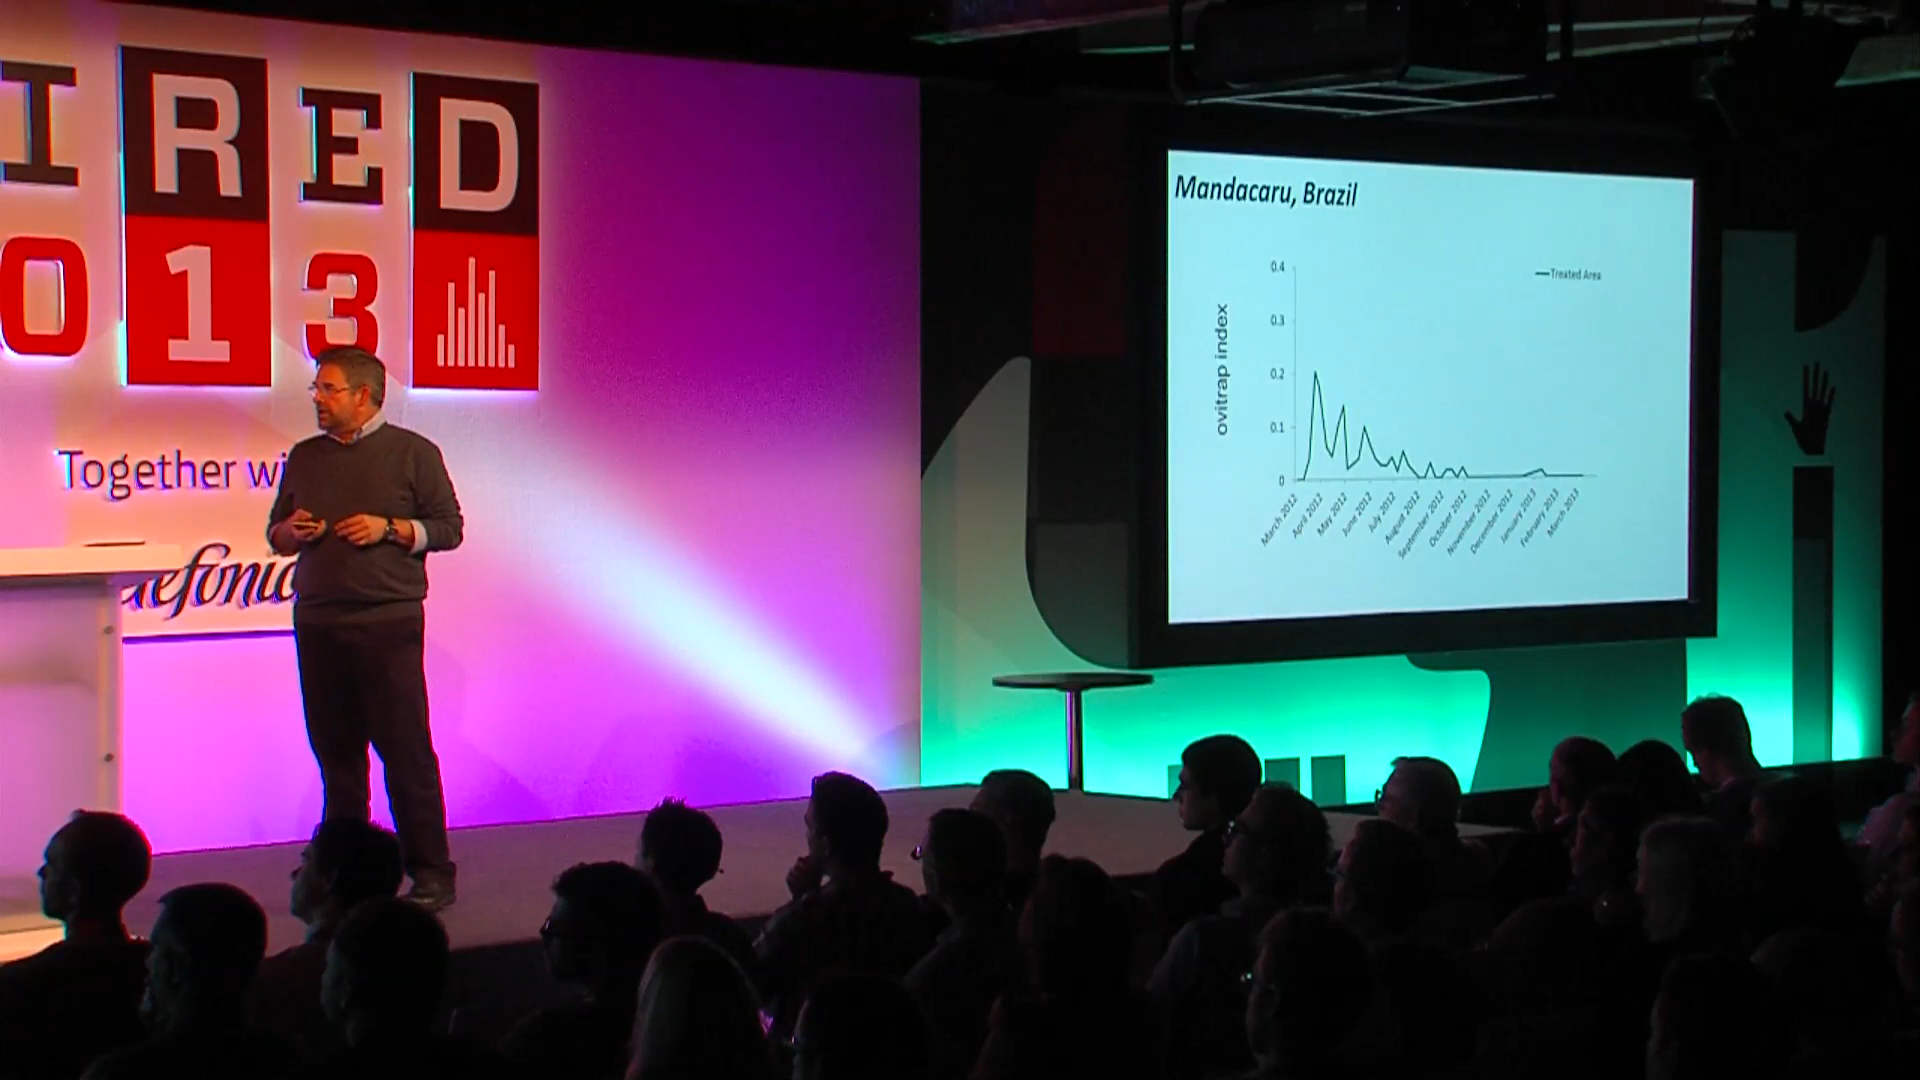 IRED
013
Together wi
lefonic
Mandacaru, Brazil
Treated Area
ovitrap index
0.4
0.3
0.2
0.1
0
March 2012
April 2012
May 2012
June 2012
July 2012
August 2012
September 2012
October 2012
November 2012
December 2012
January 2013
February 2013
March 2013